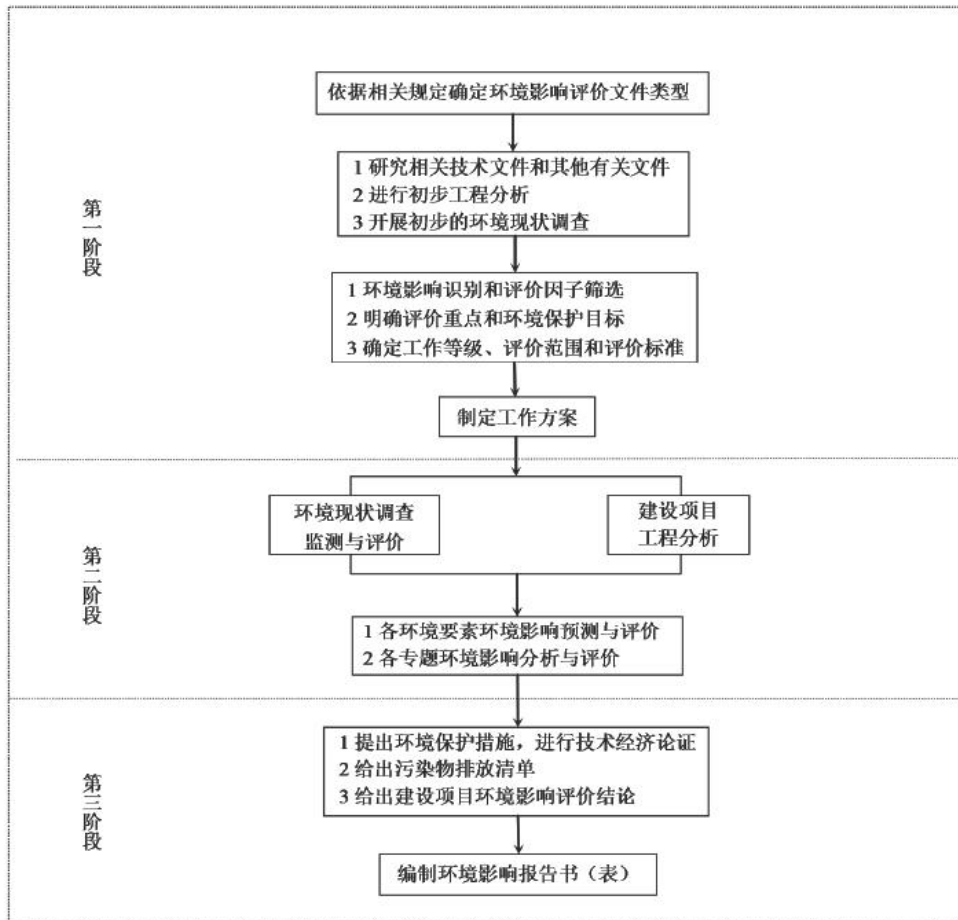 依据相关规定确定环境影响评价文件类型
1 研究相关技术文件和其他有关文件
2 进行初步工程分析
3 开展初步的环境现状调查
第一阶段
1 环境影响识别和评价因子筛选
2 明确评价重点和环境保护目标
3 确定工作等级、评价范围和评价标准
制定工作方案
环境现状调查
监测与评价
建设项目
工程分析
第二阶段
1 各环境要素环境影响预测与评价
2 各专题环境影响分析与评价
1 提出环境保护措施，进行技术经济论证
2 给出污染物排放清单
3 给出建设项目环境影响评价结论
第三阶段
编制环境影响报告书（表）